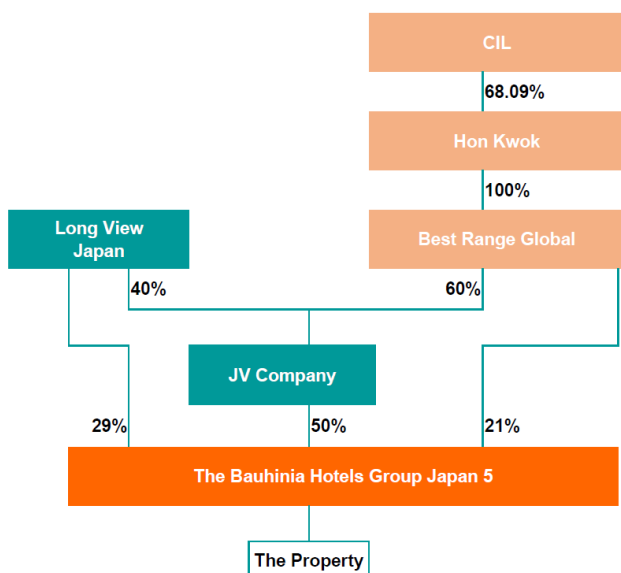 CIL
68.09%
Hon Kwok
100%
Long View
Japan
Best Range Global
40%
60%
JV Company
29%
50%
21%
The Bauhinia Hotels Group Japan 5
The Property